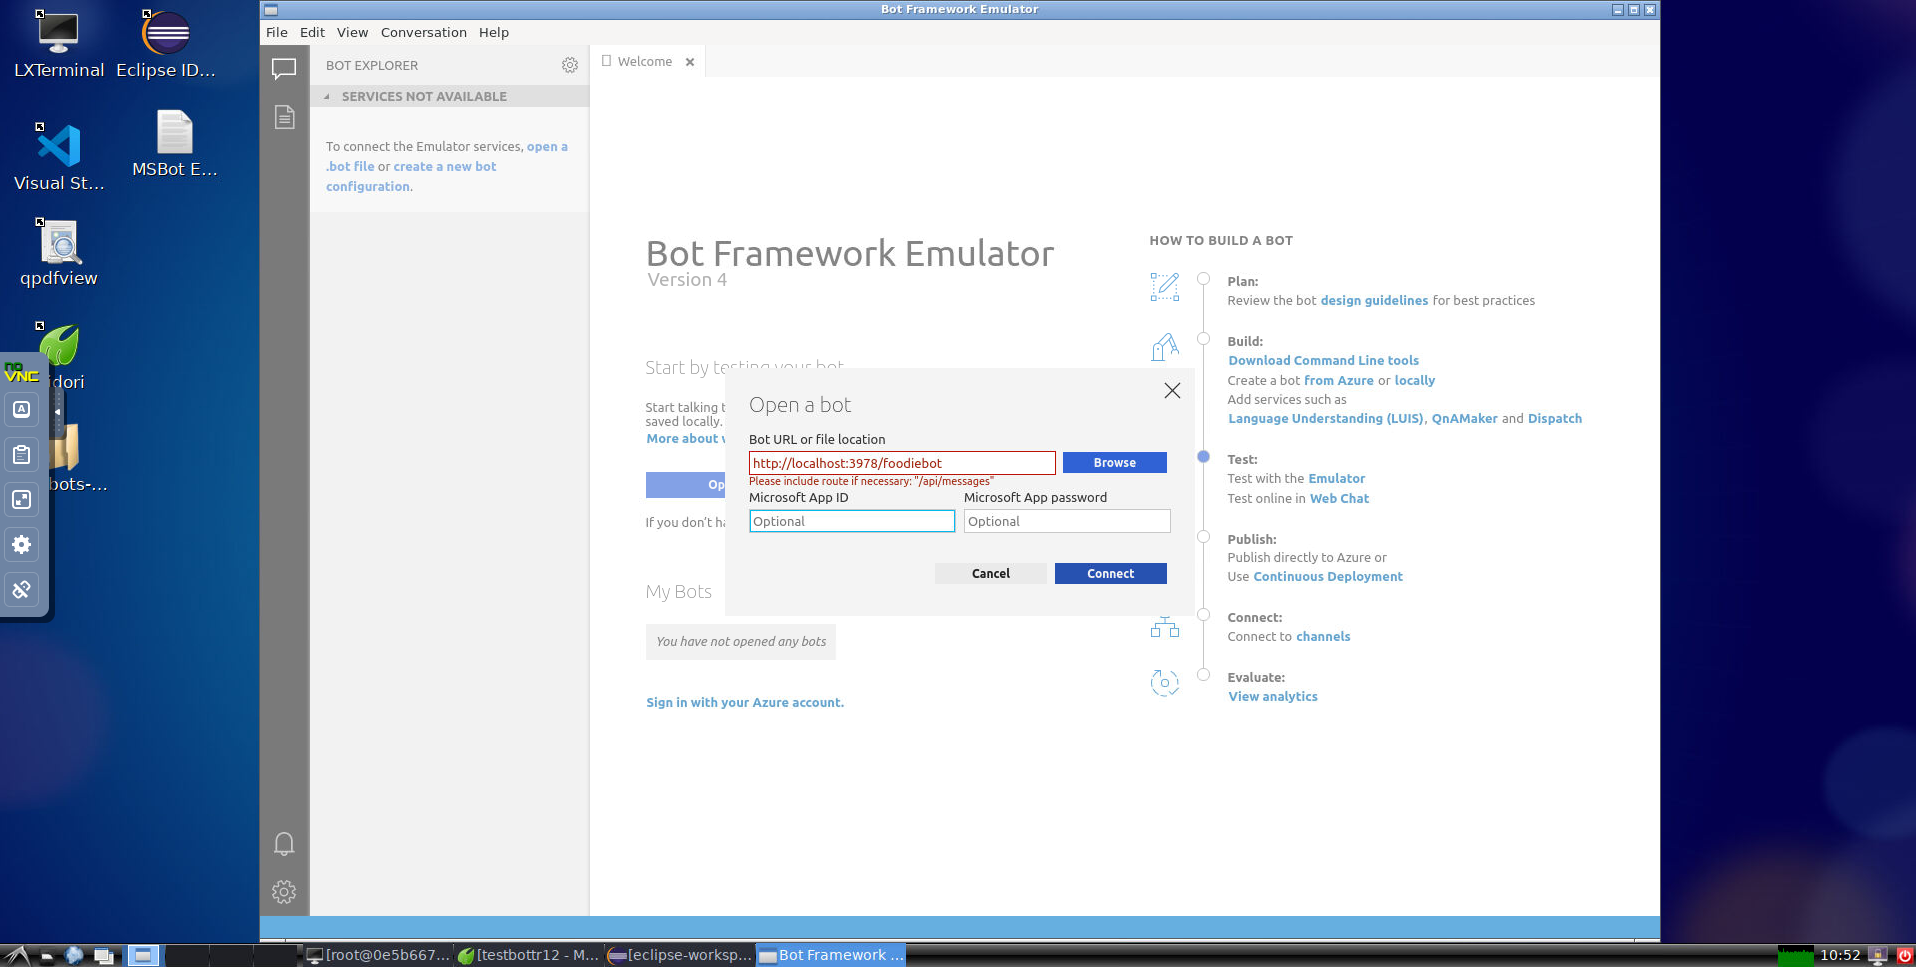 Bot Framework Emulator
File Edit View Conversation Help
LXTerminal
Eclipse ID...
Visual St...
MSBot E...
qpdfview
idori
bots-...
noVNC
A
BOT EXPLORER
SERVICES NOT AVAILABLE
To connect the Emulator services, open a
.bot file or create a new bot
configuration.
Welcome
Bot Framework Emulator
Version 4
Start by testing your bot
Start talking t
saved locally.
More about
Op
If you don't ha
My Bots
You have not opened any bots
Sign in with your Azure account.
Open a bot
Bot URL or file location
http://localhost:3978/foodiebot
Browse
Please include route if necessary: "/api/messages"
Microsoft App ID
Microsoft App password
Optional
Optional
Cancel
Connect
HOW TO BUILD A BOT
Plan:
Review the bot design guidelines for best practices
Build:
Download Command Line tools
Create a bot from Azure or locally
Add services such as
Language Understanding (LUIS), QnAMaker and Dispatch
Test:
Test with the Emulator
Test online in Web Chat
Publish:
Publish directly to Azure or
Use Continuous Deployment
Connect:
Connect to channels
Evaluate:
View analytics
[root@0e5b667...
[testbottr12 - M...
[eclipse-worksp...
Bot Framework ...
10:52